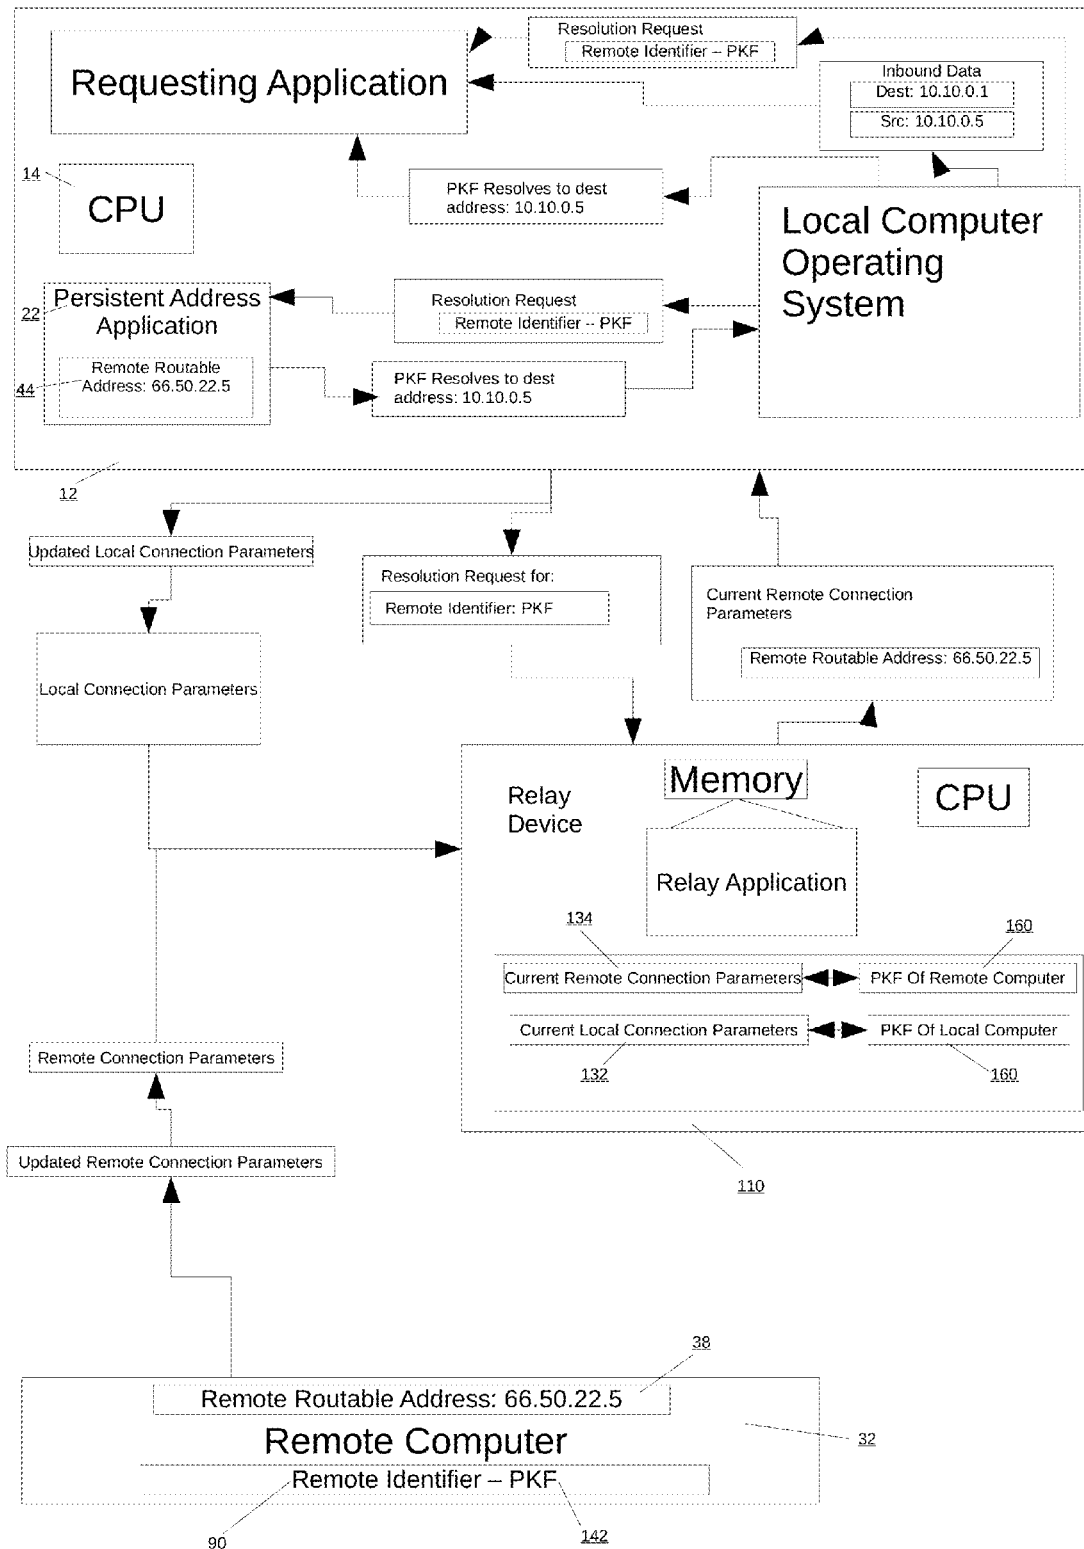 Resolution Request
Remote Identifier – PKF
Requesting Application
Inbound Data
Dest: 10.10.0.1
Src: 10.10.0.5
14
CPU
PKF Resolves to dest
address: 10.10.0.5
Local Computer
Operating
System
Persistent Address
Application
22
Resolution Request
Remote Identifier – PKF
Remote Routable
Address: 66.50.22.5
44
PKF Resolves to dest
address: 10.10.0.5
12
Updated Local Connection Parameters
Resolution Request for:
Remote Identifier: PKF
Current Remote Connection
Parameters
Remote Routable Address: 66.50.22.5
Local Connection Parameters
Relay
Device
Memory
CPU
Relay Application
134
160
Current Remote Connection Parameters
PKF Of Remote Computer
Current Local Connection Parameters
PKF Of Local Computer
132
160
Remote Connection Parameters
Updated Remote Connection Parameters
110
38
Remote Routable Address: 66.50.22.5
Remote Computer
32
Remote Identifier – PKF
90
142